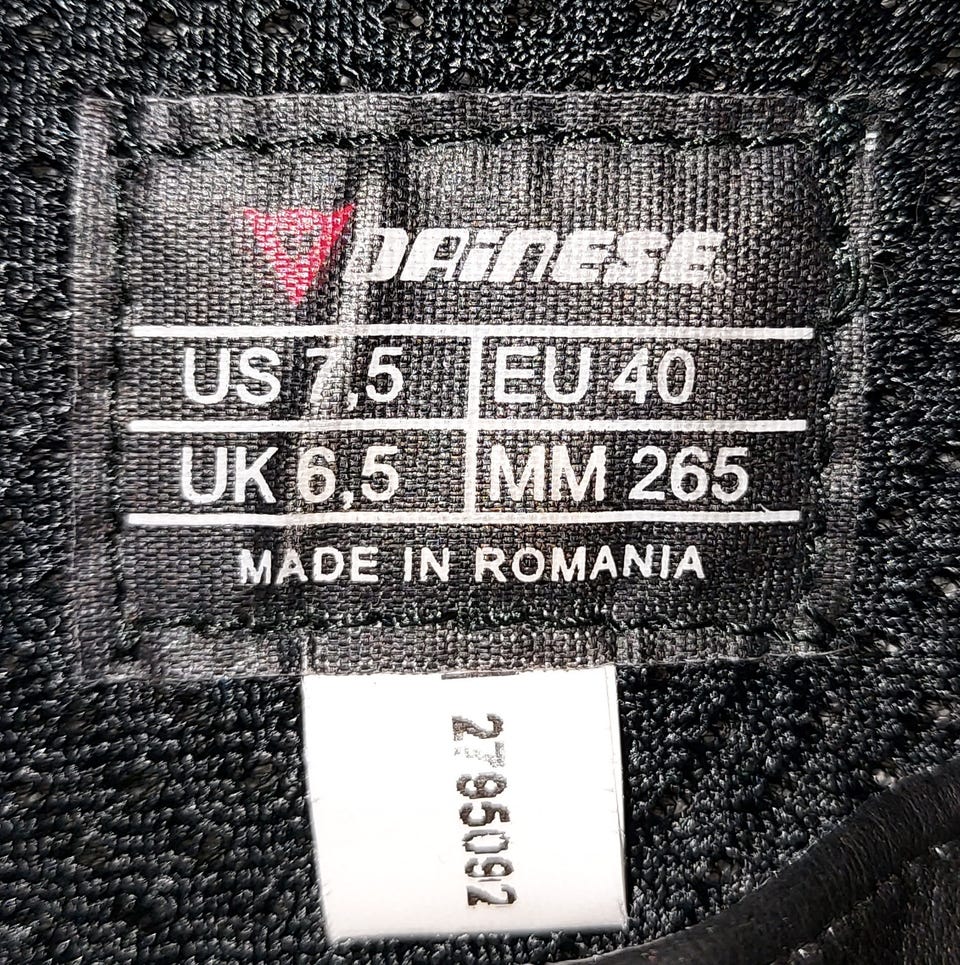 DAINESE®
US 7,5 EU 40
UK 6,5 MM 265
MADE IN ROMANIA
2795092